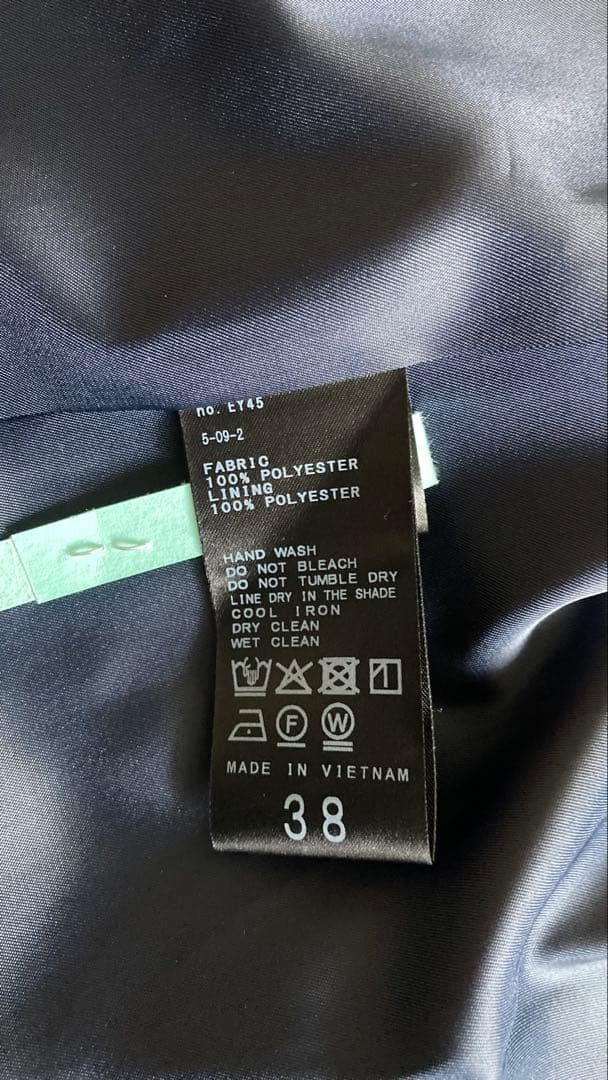 no. EY45
5-09-2
FABRIC
100% POLYESTER
LINING
100% POLYESTER
HAND WASH
DO NOT BLEACH
DO NOT TUMBLE DRY
LINE DRY IN THE SHADE
COOL IRON
DRY CLEAN
WET CLEAN
F W
MADE IN VIETNAM
38